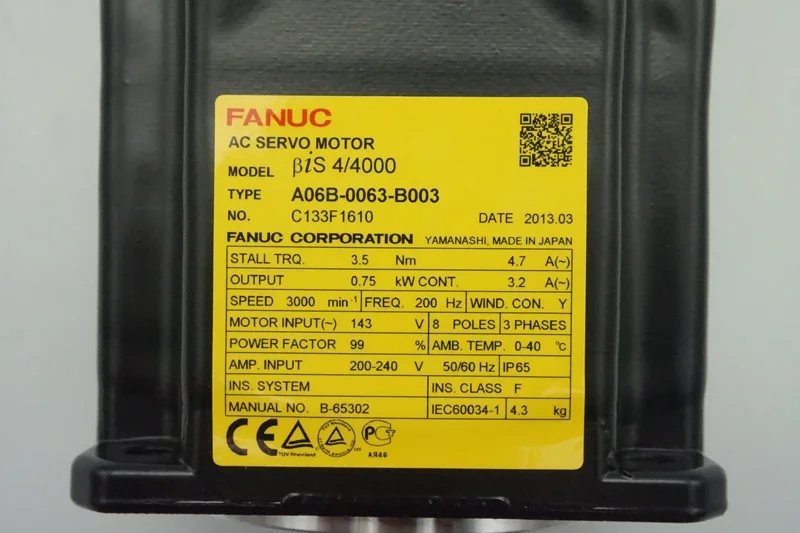 FANUC
AC SERVO MOTOR
MODEL βiS 4/4000
TYPE A06B-0063-B003
NO. C133F1610 DATE 2013.03
FANUC CORPORATION YAMANASHI, MADE IN JAPAN
STALL TRQ. 3.5 Nm 4.7 A(~)
OUTPUT 0.75 kW CONT. 3.2 A(~)
SPEED 3000 min⁻¹ FREQ. 200 Hz WIND. CON. Y
MOTOR INPUT(~) 143 V 8 POLES 3 PHASES
POWER FACTOR 99 % AMB. TEMP. 0-40 ℃
AMP. INPUT 200-240 V 50/60 Hz IP65
INS. SYSTEM INS. CLASS F
MANUAL NO. B-65302 IEC60034-1 4.3 kg
CE
TUV Rheinland